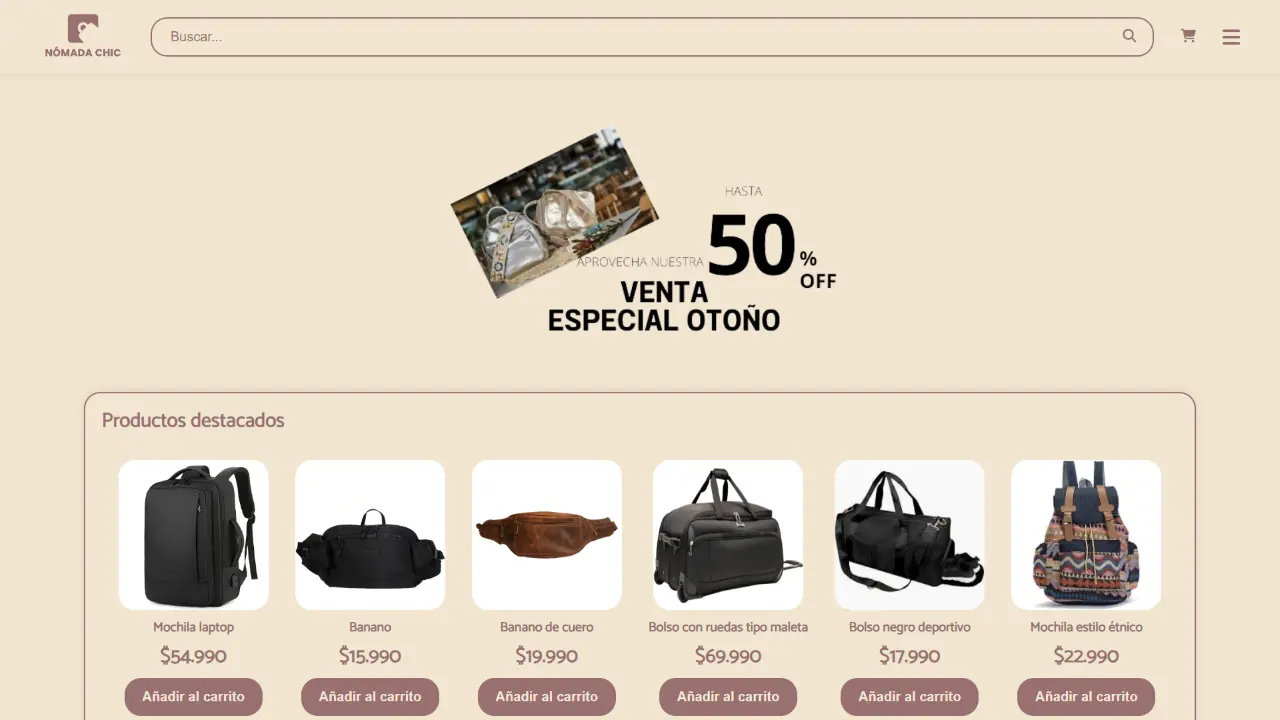 NÓMADA CHIC
Buscar...
HASTA
50 % OFF
APROVECHA NUESTRA
VENTA
ESPECIAL OTOÑO
Productos destacados
Mochila laptop
$54.990
Añadir al carrito
Banano
$15.990
Añadir al carrito
Banano de cuero
$19.990
Añadir al carrito
Bolso con ruedas tipo maleta
$69.990
Añadir al carrito
Bolso negro deportivo
$17.990
Añadir al carrito
Mochila estilo étnico
$22.990
Añadir al carrito